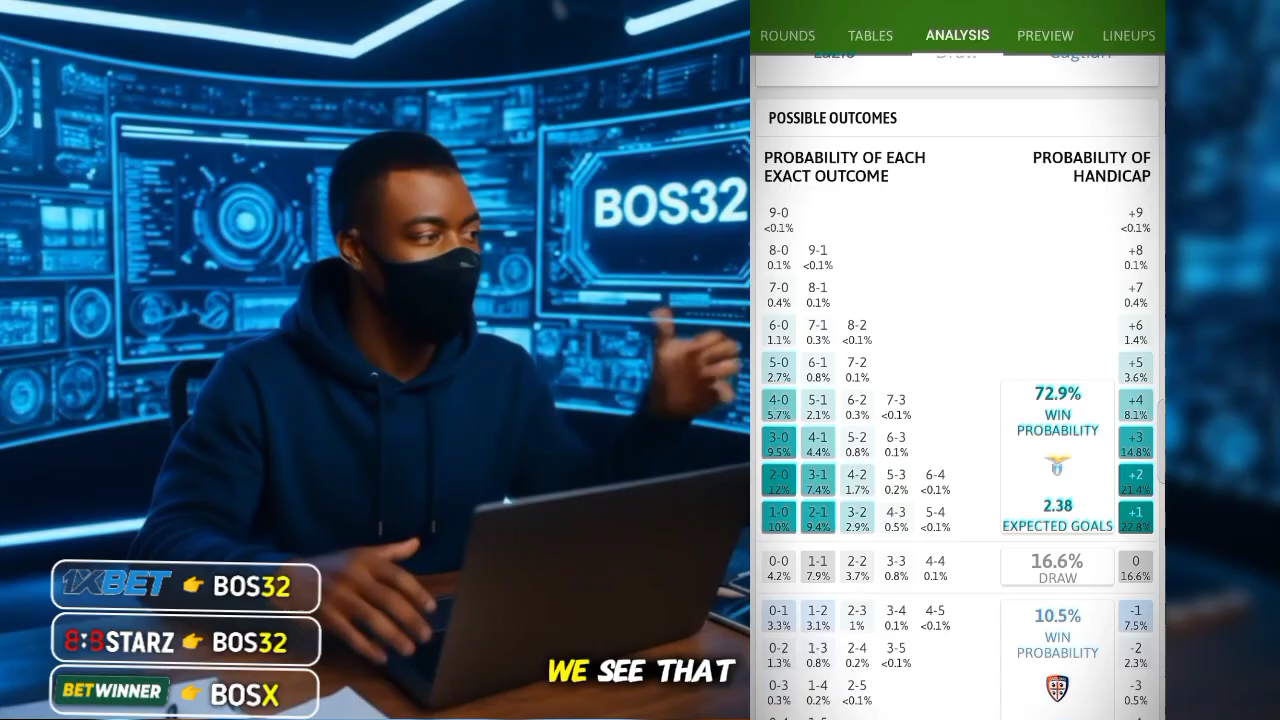 ROUNDS TABLES ANALYSIS PREVIEW LINEUPS
Lazio Draw Cagliari
POSSIBLE OUTCOMES
PROBABILITY OF EACH
EXACT OUTCOME
PROBABILITY OF
HANDICAP
9-0 +9
<0.1% <0.1%
8-0 9-1 +8
0.1% <0.1% 0.1%
7-0 8-1 +7
0.4% 0.1% 0.4%
6-0 7-1 8-2 +6
1.1% 0.3% <0.1% 1.4%
5-0 6-1 7-2 +5
2.7% 0.8% 0.1% 3.6%
4-0 5-1 6-2 7-3 +4
5.7% 2.1% 0.3% <0.1% 8.1%
3-0 4-1 5-2 6-3 +3
9.5% 4.4% 0.8% 0.1% 14.8%
2-0 3-1 4-2 5-3 6-4 +2
12% 7.4% 1.7% 0.2% <0.1% 21.4%
1-0 2-1 3-2 4-3 5-4 +1
10% 9.4% 2.9% 0.5% <0.1% 22.8%
72.9%
WIN
PROBABILITY
2.38
EXPECTED GOALS
0-0 1-1 2-2 3-3 4-4 0
4.2% 7.9% 3.7% 0.8% 0.1% 16.6%
16.6%
DRAW
0-1 1-2 2-3 3-4 4-5 -1
3.3% 3.1% 1% 0.1% <0.1% 7.5%
0-2 1-3 2-4 3-5 -2
1.3% 0.8% 0.2% <0.1% 2.3%
0-3 1-4 2-5 -3
0.3% 0.2% <0.1% 0.5%
10.5%
WIN
PROBABILITY
BOS32
1XBET 👉 BOS32
888STARZ 👉 BOS32
BETWINNER 👉 BOSX
WE SEE THAT